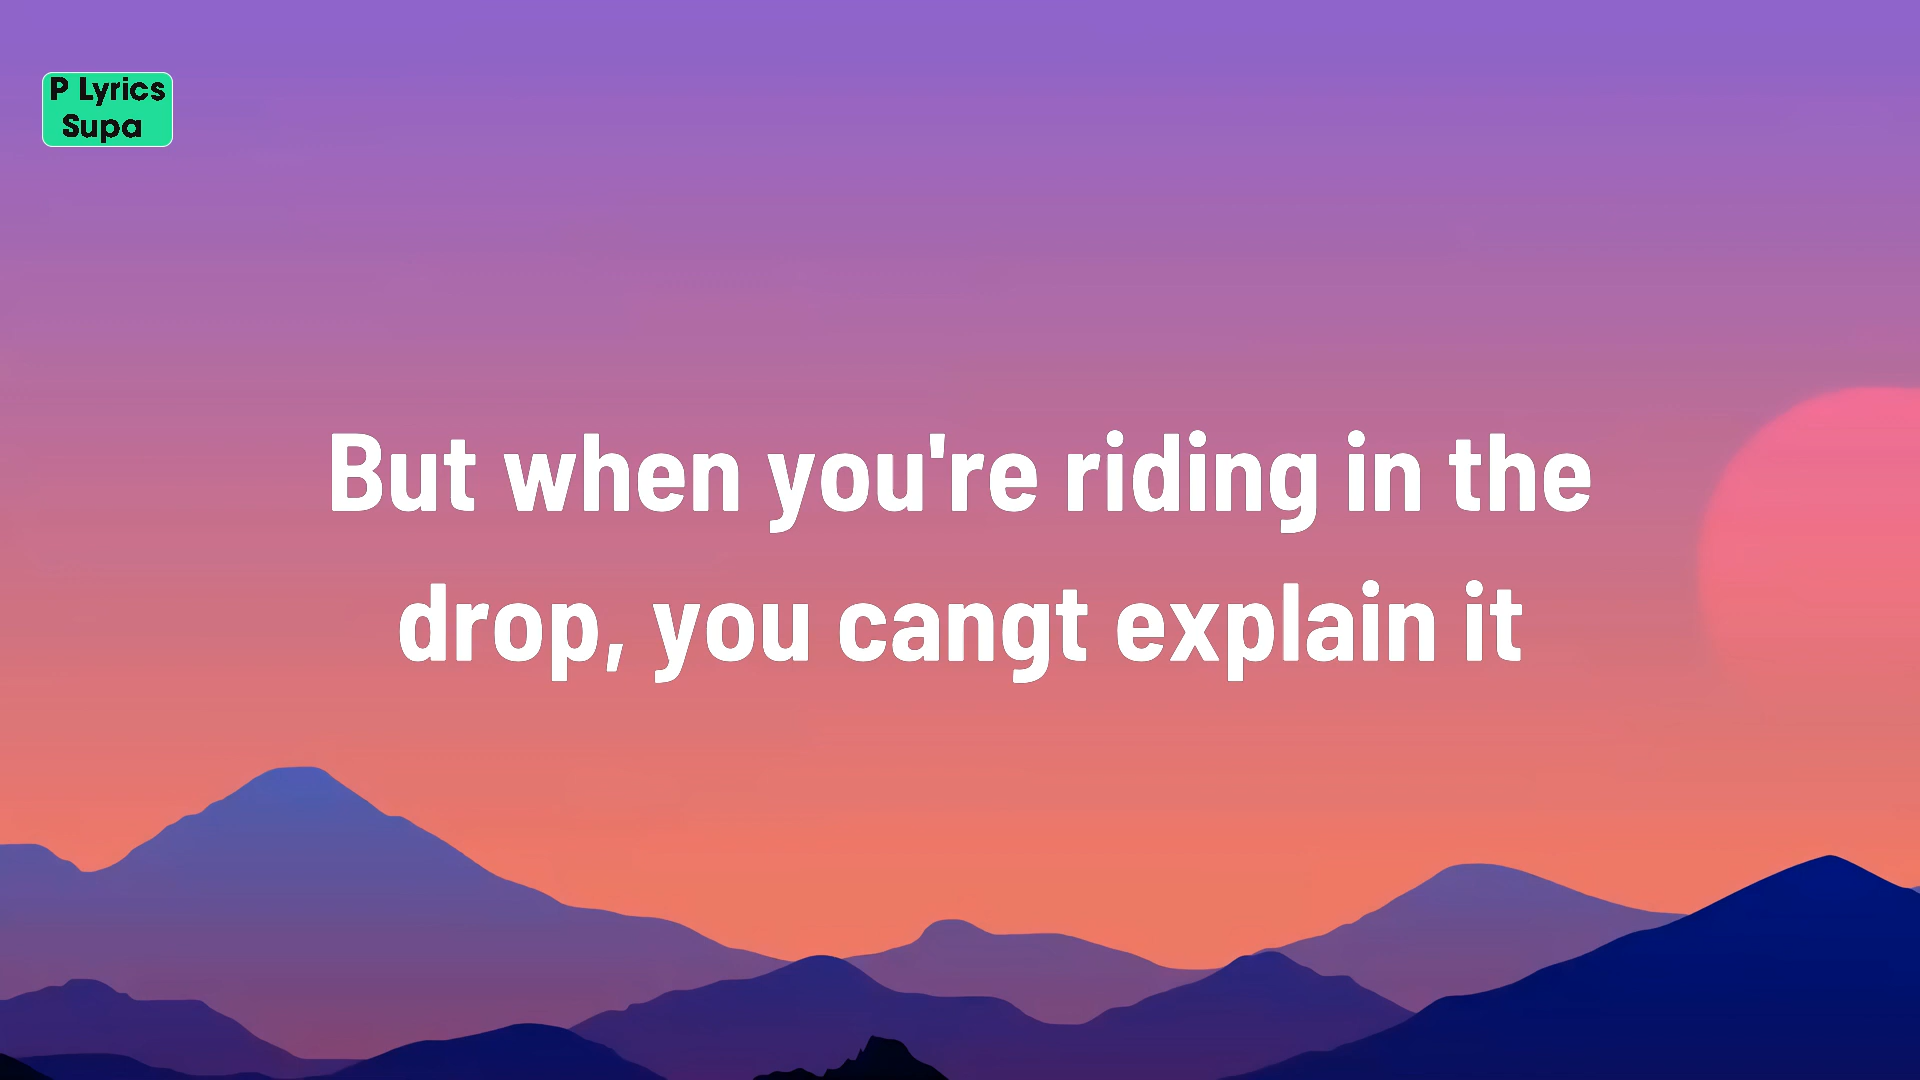 P Lyrics
Supa
But when you're riding in the
drop, you cangt explain it